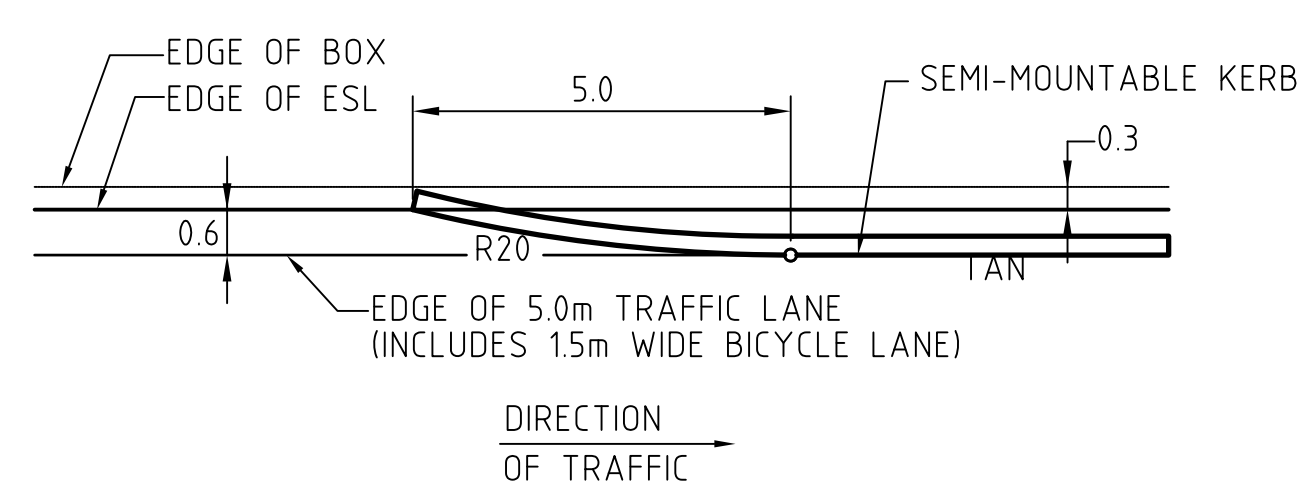 EDGE OF BOX
EDGE OF ESL
5.0
SEMI-MOUNTABLE KERB
0.3
0.6
R20
TAN
EDGE OF 5.0m TRAFFIC LANE
(INCLUDES 1.5m WIDE BICYCLE LANE)
DIRECTION
OF TRAFFIC